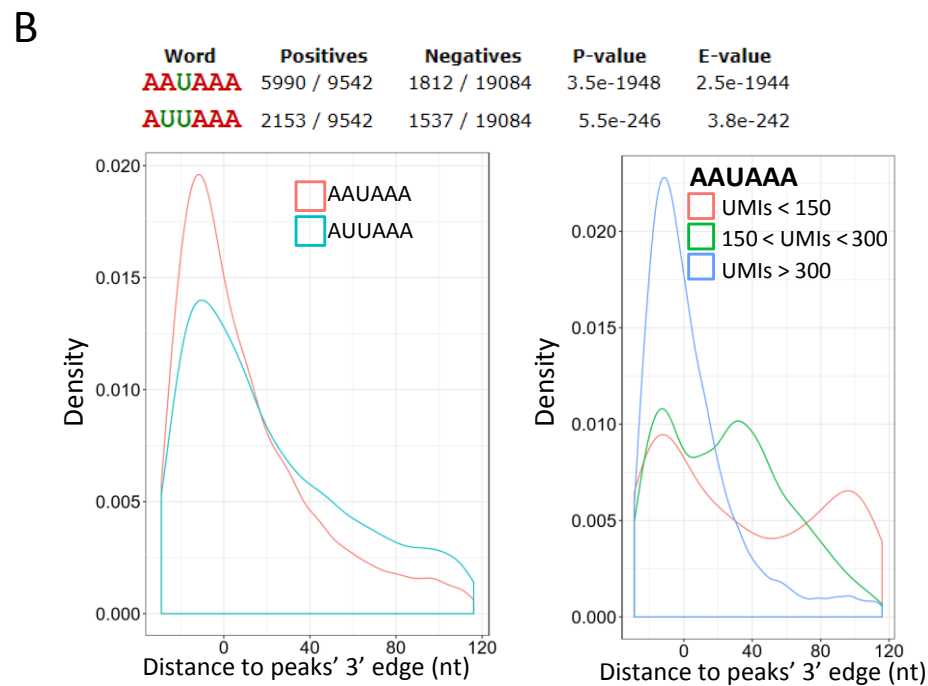 B
Word Positives Negatives P-value E-value
AAUAAA 5990 / 9542 1812 / 19084 3.5e-1948 2.5e-1944
AUUAAA 2153 / 9542 1537 / 19084 5.5e-246 3.8e-242
0.020
0.015
0.010
0.005
0.000
Density
AAUAAA
AUUAAA
0 40 80 120
Distance to peaks' 3' edge (nt)
0.020
0.015
0.010
0.005
0.000
Density
AAUAAA
UMIs < 150
150 < UMIs < 300
UMIs > 300
0 40 80 120
Distance to peaks' 3' edge (nt)